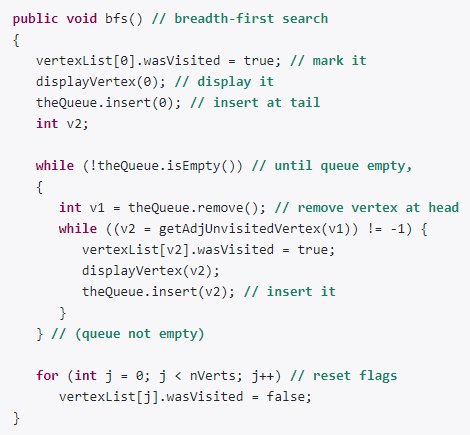 public void bfs() // breadth-first search
{
   vertexList[0].wasVisited = true; // mark it
   displayVertex(0); // display it
   theQueue.insert(0); // insert at tail
   int v2;

   while (!theQueue.isEmpty()) // until queue empty,
   {
      int v1 = theQueue.remove(); // remove vertex at head
      while ((v2 = getAdjUnvisitedVertex(v1)) != -1) {
         vertexList[v2].wasVisited = true;
         displayVertex(v2);
         theQueue.insert(v2); // insert it
      }
   } // (queue not empty)

   for (int j = 0; j < nVerts; j++) // reset flags
      vertexList[j].wasVisited = false;
}